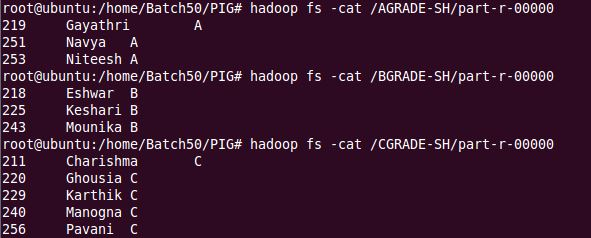 root@ubuntu:/home/Batch50/PIG# hadoop fs -cat /AGRADE-SH/part-r-00000
219     Gayathri        A
251     Navya   A
253     Niteesh A
root@ubuntu:/home/Batch50/PIG# hadoop fs -cat /BGRADE-SH/part-r-00000
218     Eshwar  B
225     Keshari B
243     Mounika B
root@ubuntu:/home/Batch50/PIG# hadoop fs -cat /CGRADE-SH/part-r-00000
211     Charishma       C
220     Ghousia C
229     Karthik C
240     Manogna C
256     Pavani  C